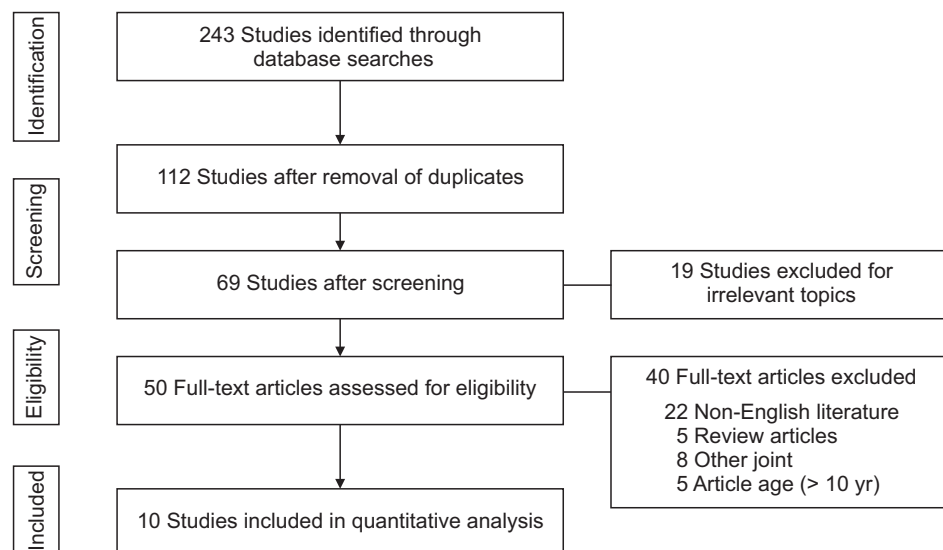 Identification
243 Studies identified through
database searches
112 Studies after removal of duplicates
Screening
69 Studies after screening
19 Studies excluded for
irrelevant topics
Eligibility
50 Full-text articles assessed for eligibility
40 Full-text articles excluded
22 Non-English literature
5 Review articles
8 Other joint
5 Article age (> 10 yr)
Included
10 Studies included in quantitative analysis